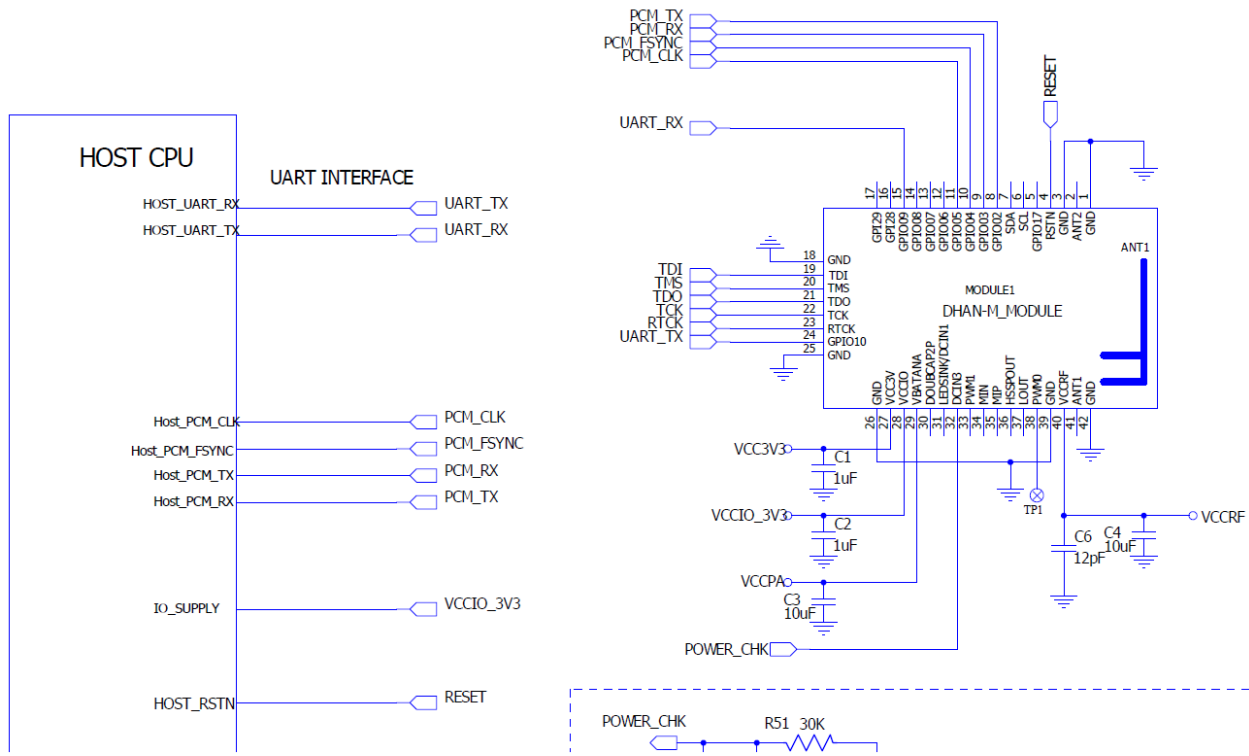 PCM_TX
PCM_RX
PCM_FSYNC
PCM_CLK
RESET
UART_RX
HOST CPU
UART INTERFACE
HOST_UART_RX
UART_TX
HOST_UART_TX
UART_RX
17 16 15 14 13 12 11 10 9 8 7 6 5 4 3 2 1
GPI29 GPI28 GPIO09 GPIO08 GPIO07 GPIO06 GPIO05 GPIO04 GPIO03 GPIO02 SDA SCL GPIO17 RSTN GND ANT2 GND
ANT1
18 GND
TDI 19 TDI
TMS 20 TMS
TDO 21 TDO
TCK 22 TCK
RTCK 23 RTCK
UART_TX 24 GPIO10
25 GND
MODULE1
DHAN-M_MODULE
GND VCC3V VCCIO VBATANA DOUBCAP2P LEDSINK/DCIN1 DCIN3 PWM1 MIN MIP HSSPOUT LOUT PWM0 GND VCCRF ANT1 GND
26 27 28 29 30 31 32 33 34 35 36 37 38 39 40 41 42
Host_PCM_CLK
PCM_CLK
Host_PCM_FSYNC
PCM_FSYNC
Host_PCM_TX
PCM_RX
Host_PCM_RX
PCM_TX
VCC3V3
C1
1uF
TP1
VCCIO_3V3
C2
1uF
VCCRF
C6
12pF
C4
10uF
VCCPA
C3
10uF
IO_SUPPLY
VCCIO_3V3
POWER_CHK
HOST_RSTN
RESET
POWER_CHK
R51 30K